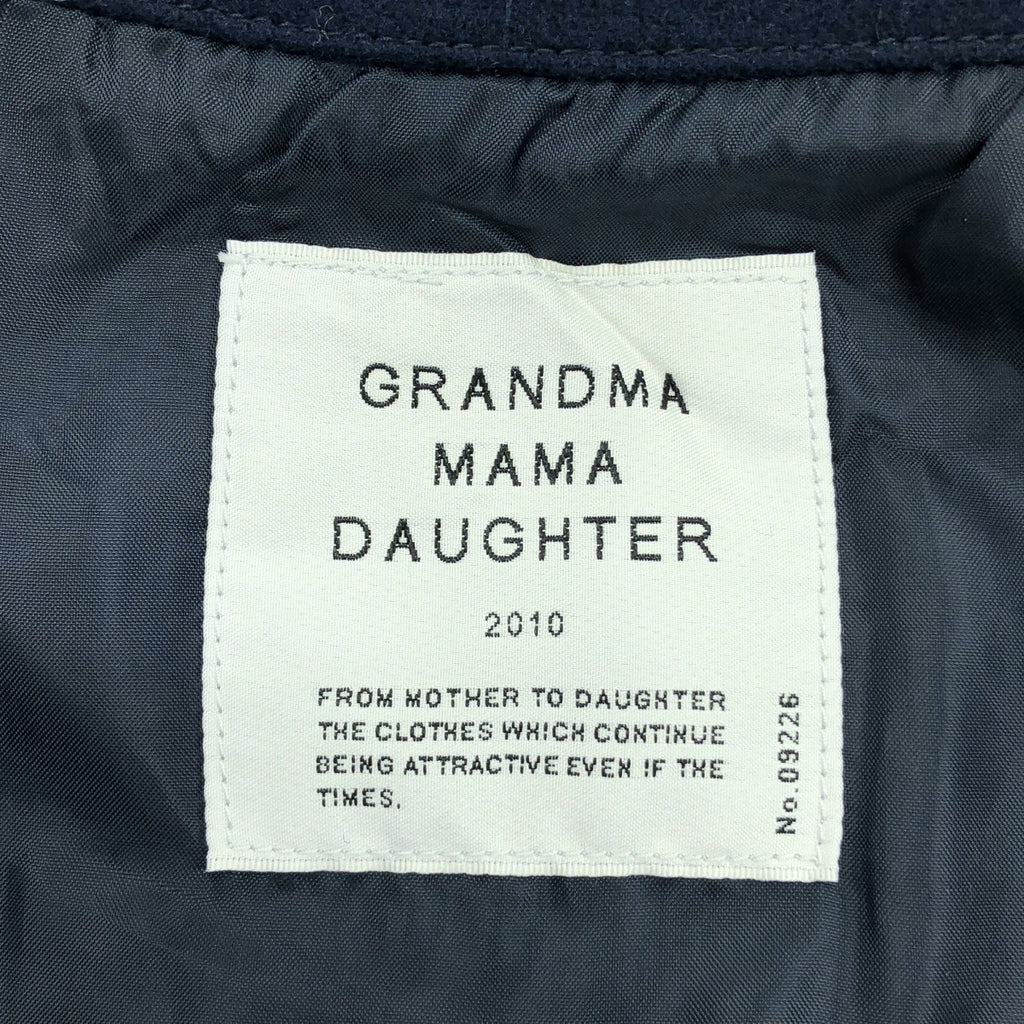 GRANDMA
MAMA
DAUGHTER
2010
FROM MOTHER TO DAUGHTER
THE CLOTHES WHICH CONTINUE
BEING ATTRACTIVE EVEN IF THE
TIMES.
No.09226